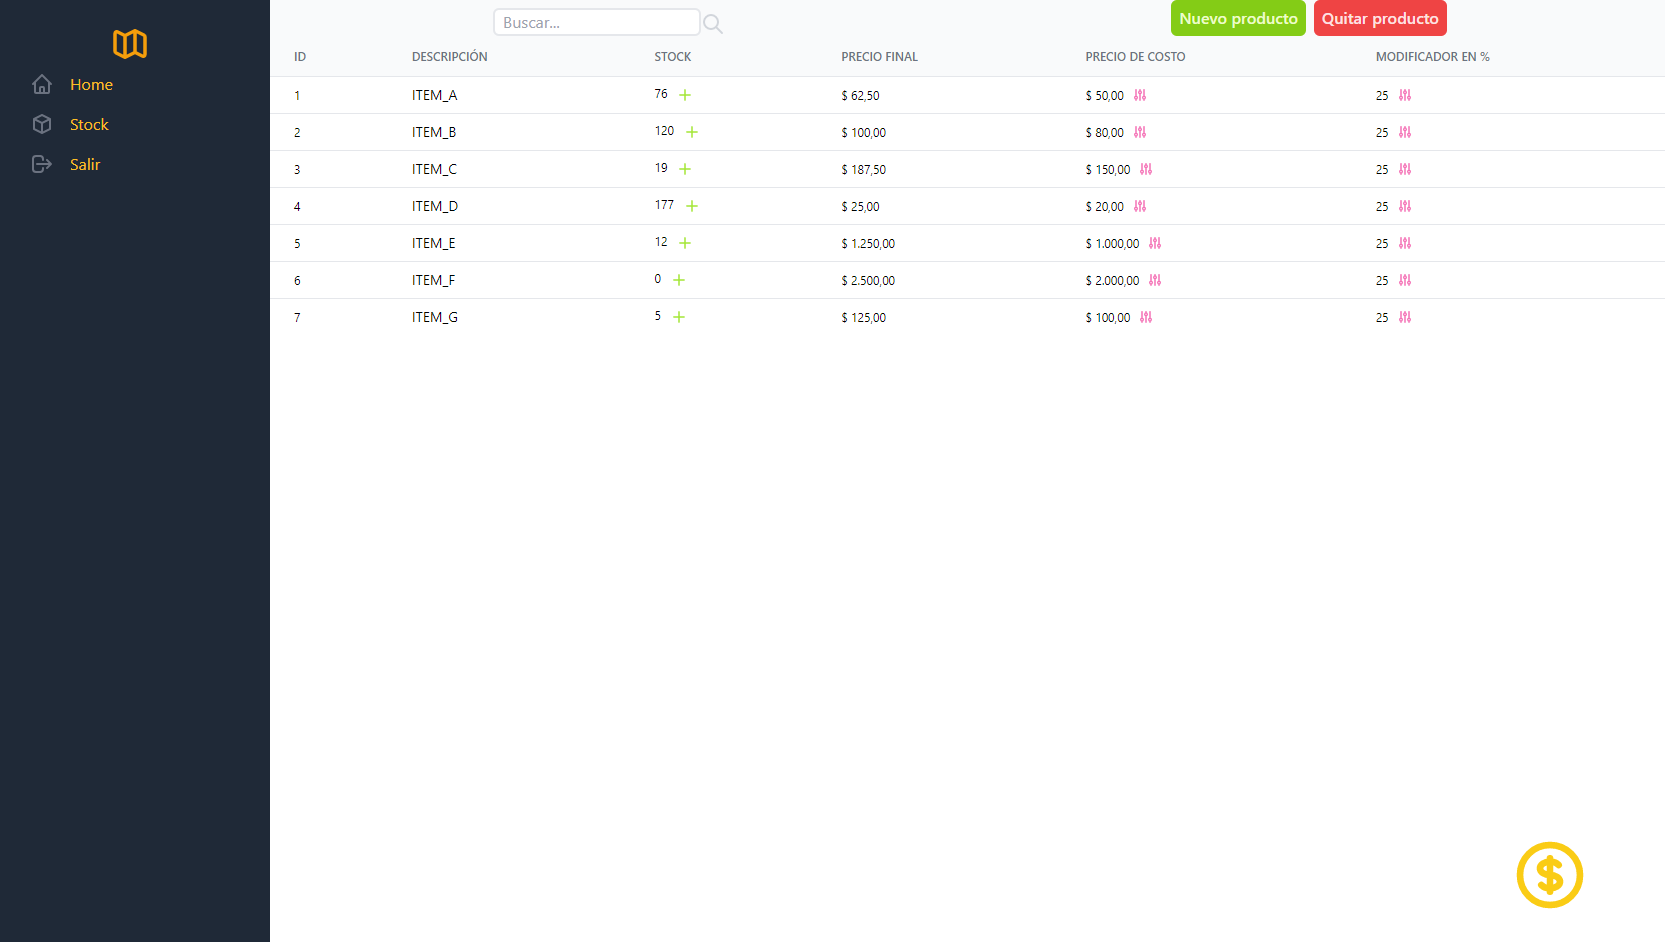 Home
Stock
Salir
Buscar...
Nuevo producto Quitar producto
ID DESCRIPCIÓN STOCK PRECIO FINAL PRECIO DE COSTO MODIFICADOR EN %
1 ITEM_A 76 $ 62,50 $ 50,00 25
2 ITEM_B 120 $ 100,00 $ 80,00 25
3 ITEM_C 19 $ 187,50 $ 150,00 25
4 ITEM_D 177 $ 25,00 $ 20,00 25
5 ITEM_E 12 $ 1.250,00 $ 1.000,00 25
6 ITEM_F 0 $ 2.500,00 $ 2.000,00 25
7 ITEM_G 5 $ 125,00 $ 100,00 25